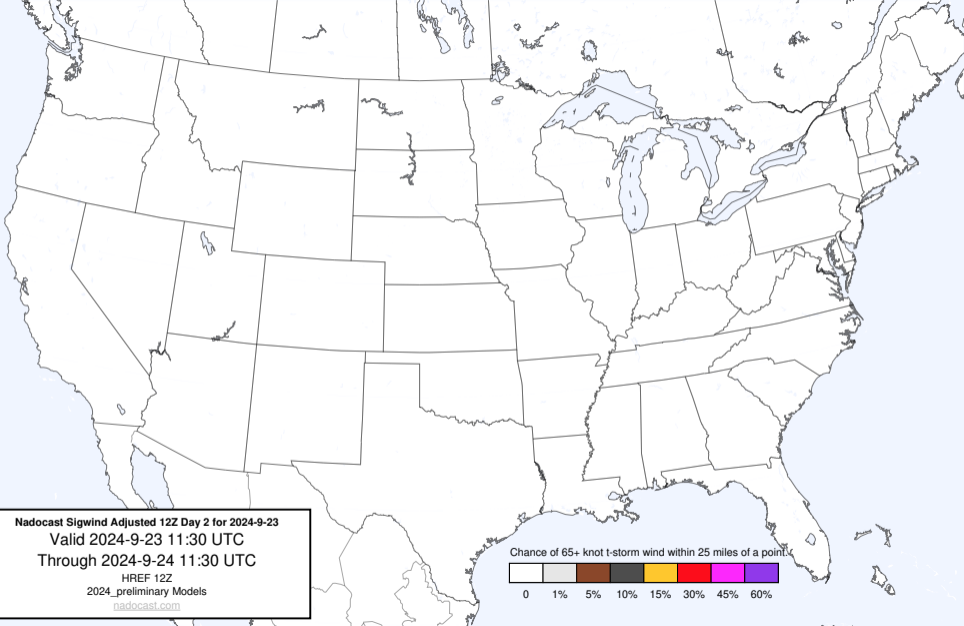 Nadocast Sigwind Adjusted 12Z Day 2 for 2024-9-23
Valid 2024-9-23 11:30 UTC
Through 2024-9-24 11:30 UTC
HREF 12Z
2024_preliminary Models
nadocast.com
Chance of 65+ knot t-storm wind within 25 miles of a point.
0 1% 5% 10% 15% 30% 45% 60%